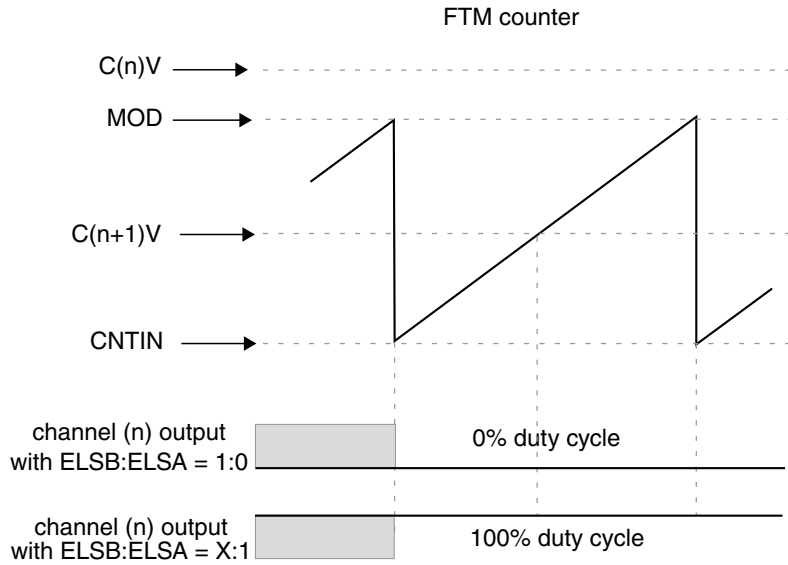 FTM counter
C(n)V
MOD
C(n+1)V
CNTIN
channel (n) output
with ELSB:ELSA = 1:0
0% duty cycle
channel (n) output
with ELSB:ELSA = X:1
100% duty cycle